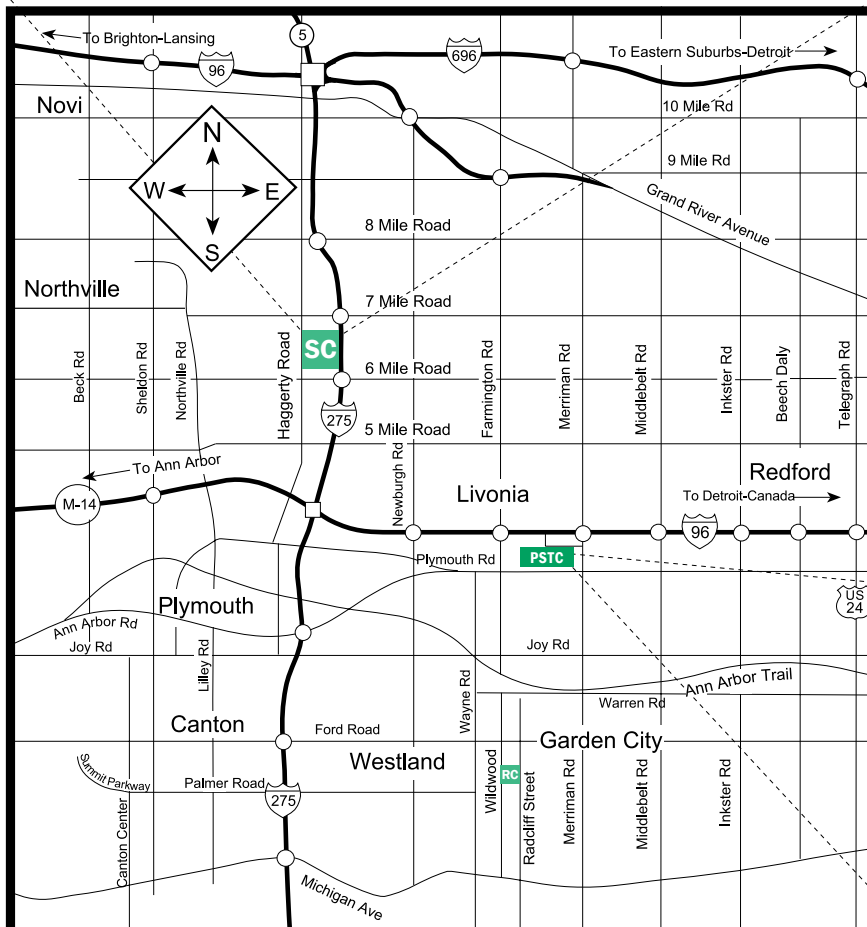 To Brighton-Lansing
5
96
696
To Eastern Suburbs-Detroit
Novi
10 Mile Rd
9 Mile Rd
N
W
E
S
Grand River Avenue
8 Mile Road
Northville
7 Mile Road
SC
6 Mile Road
Beck Rd
Sheldon Rd
Northville Rd
Haggerty Road
Farmington Rd
Merriman Rd
Middlebelt Rd
Inkster Rd
Beech Daly
Telegraph Rd
275
5 Mile Road
To Ann Arbor
Newburgh Rd
Livonia
Redford
To Detroit-Canada
M-14
96
Plymouth Rd
PSTC
Plymouth
US
24
Ann Arbor Rd
Joy Rd
Joy Rd
Lilley Rd
Wayne Rd
Ann Arbor Trail
Warren Rd
Canton
Ford Road
Westland
Garden City
Summit Parkway
Palmer Road
275
Canton Center
Wildwood
RC
Radcliff Street
Merriman Rd
Middlebelt Rd
Inkster Rd
Michigan Ave